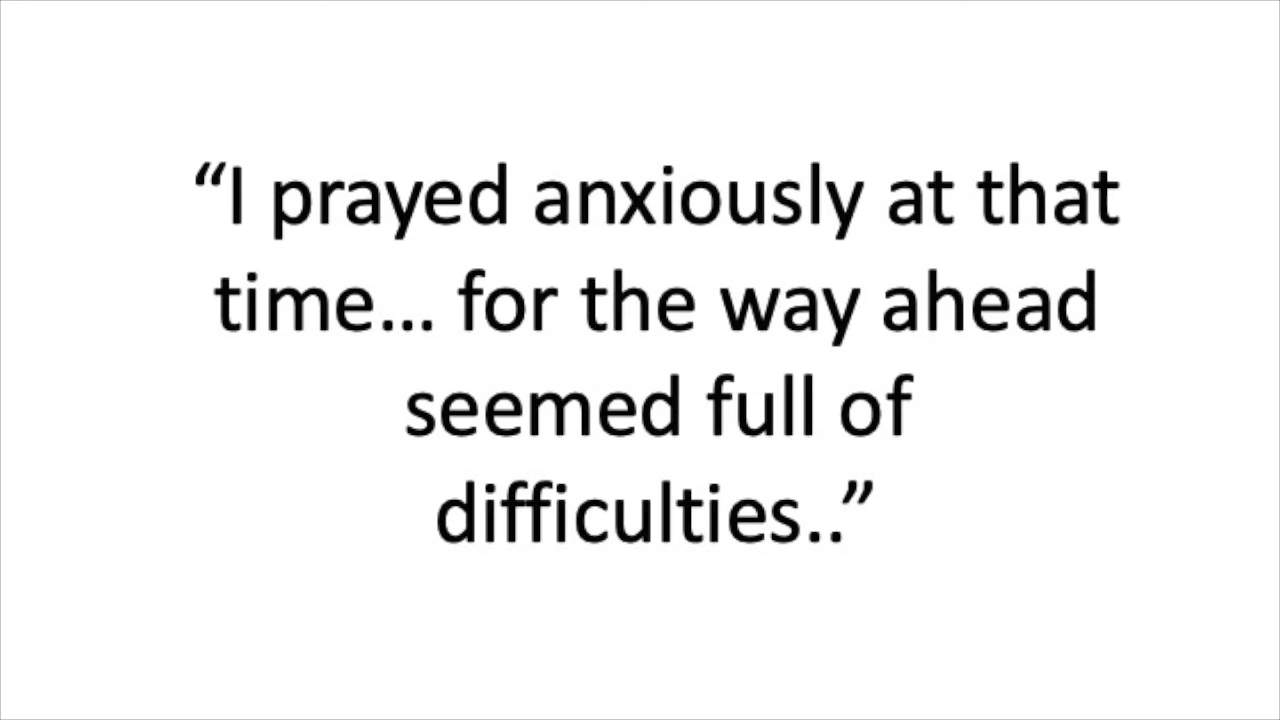 “I prayed anxiously at that
time... for the way ahead
seemed full of
difficulties..”